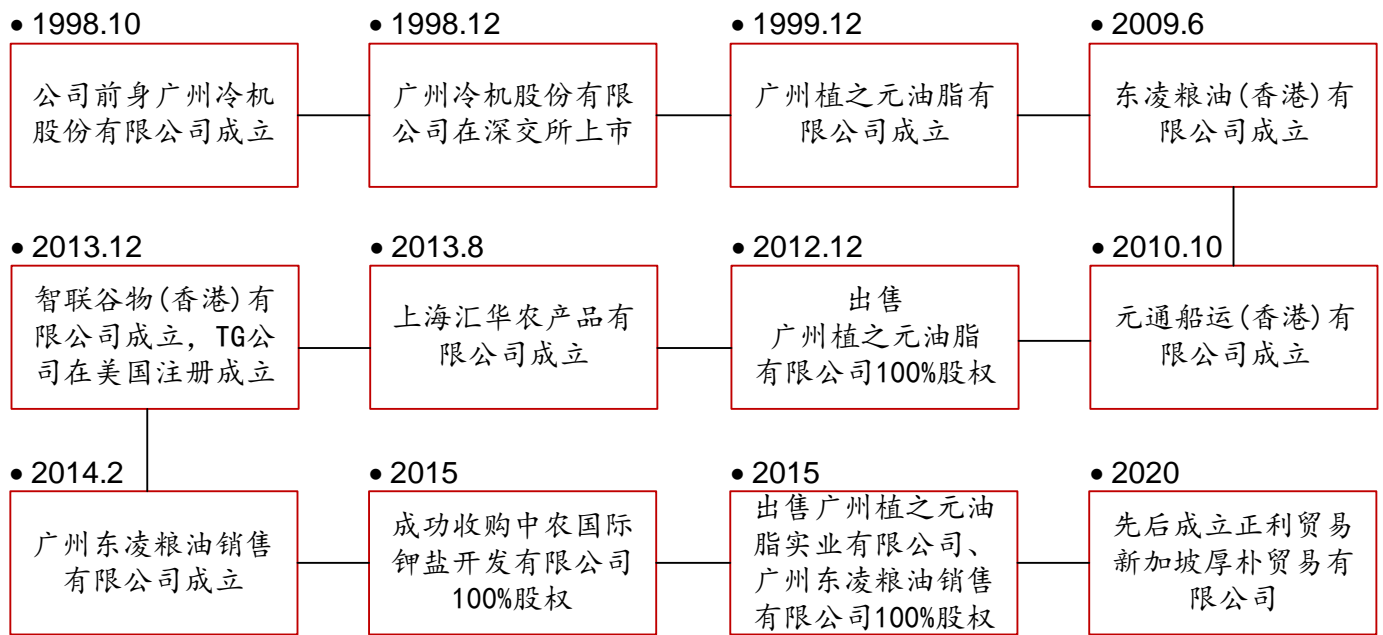 • 1998.10
公司前身广州冷机
股份有限公司成立
• 1998.12
广州冷机股份有限
公司在深交所上市
• 1999.12
广州植之元油脂有
限公司成立
• 2009.6
东凌粮油(香港)有
限公司成立
• 2010.10
元通船运(香港)有
限公司成立
• 2012.12
出售
广州植之元油脂
有限公司100%股权
• 2013.8
上海汇华农产品有
限公司成立
• 2013.12
智联谷物(香港)有
限公司成立，TG公
司在美国注册成立
• 2014.2
广州东凌粮油销售
有限公司成立
• 2015
成功收购中农国际
钾盐开发有限公司
100%股权
• 2015
出售广州植之元油
脂实业有限公司、
广州东凌粮油销售
有限公司100%股权
• 2020
先后成立正利贸易
新加坡厚朴贸易有
限公司